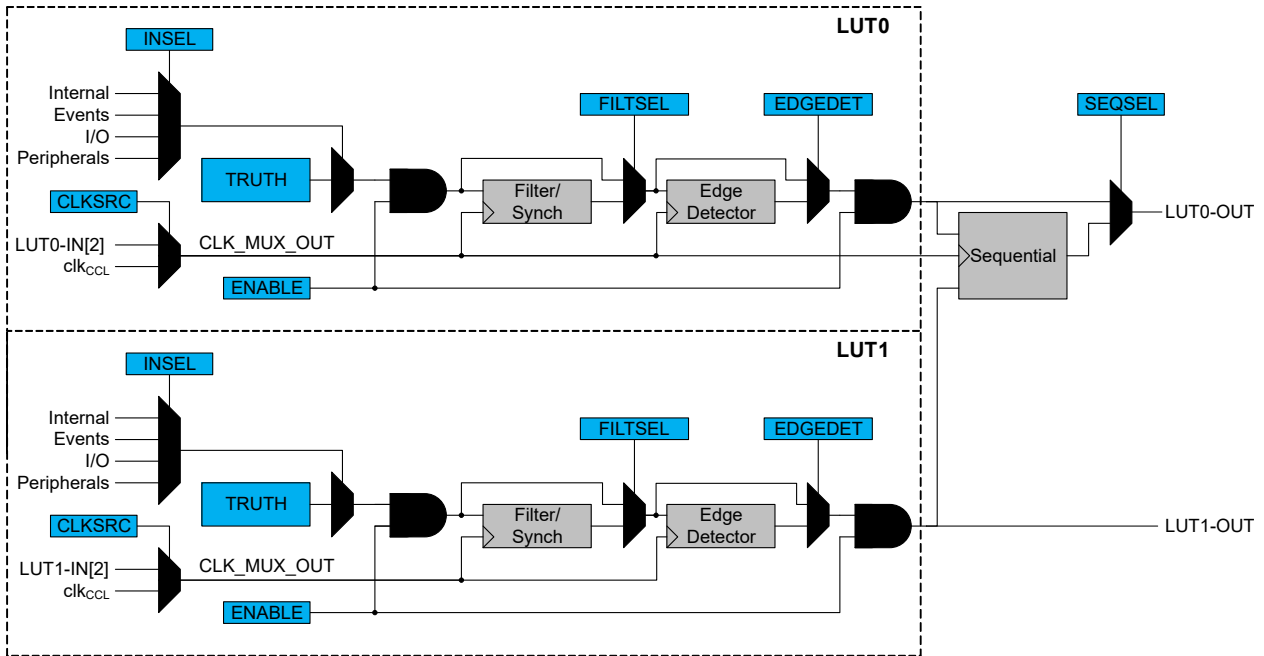 LUT0
INSEL
Internal
Events
I/O
Peripherals
FILTSEL
EDGEDET
SEQSEL
TRUTH
Filter/
Synch
Edge
Detector
CLKSRC
LUT0-IN[2]
clkCCL
CLK_MUX_OUT
ENABLE
Sequential
LUT0-OUT
LUT1
INSEL
Internal
Events
I/O
Peripherals
FILTSEL
EDGEDET
TRUTH
Filter/
Synch
Edge
Detector
CLKSRC
LUT1-IN[2]
clkCCL
CLK_MUX_OUT
ENABLE
LUT1-OUT